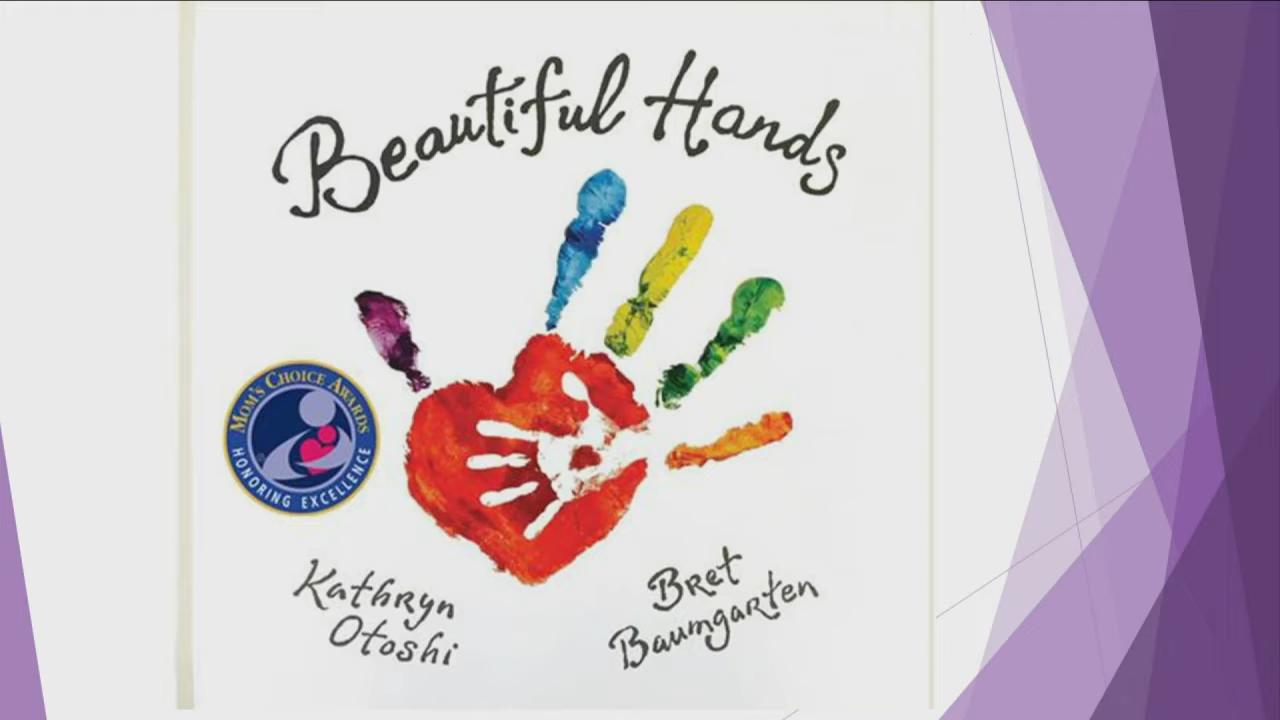 Beautiful Hands
MOM'S CHOICE AWARDS
HONORING EXCELLENCE
Kathryn
Otoshi
Bret
Baumgarten